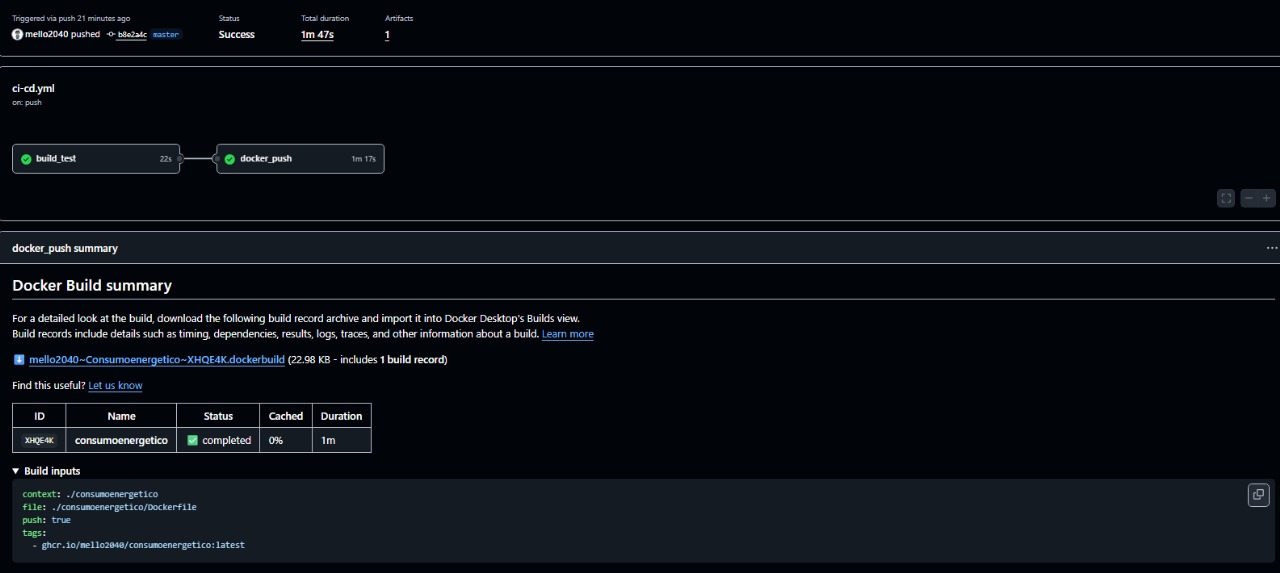 Triggered via push 21 minutes ago
mello2040 pushed b8e2a4c master
Status
Success
Total duration
1m 47s
Artifacts
1
ci-cd.yml
on: push
build_test 22s
docker_push 1m 17s
docker_push summary
Docker Build summary
For a detailed look at the build, download the following build record archive and import it into Docker Desktop's Builds view.
Build records include details such as timing, dependencies, results, logs, traces, and other information about a build. Learn more
mello2040~Consumoenergetico~XHQE4K.dockerbuild (22.98 KB - includes 1 build record)
Find this useful? Let us know
ID Name Status Cached Duration
XHQE4K consumoenergetico completed 0% 1m
Build inputs
context: ./consumoenergetico
file: ./consumoenergetico/Dockerfile
push: true
tags:
- ghcr.io/mello2040/consumoenergetico:latest